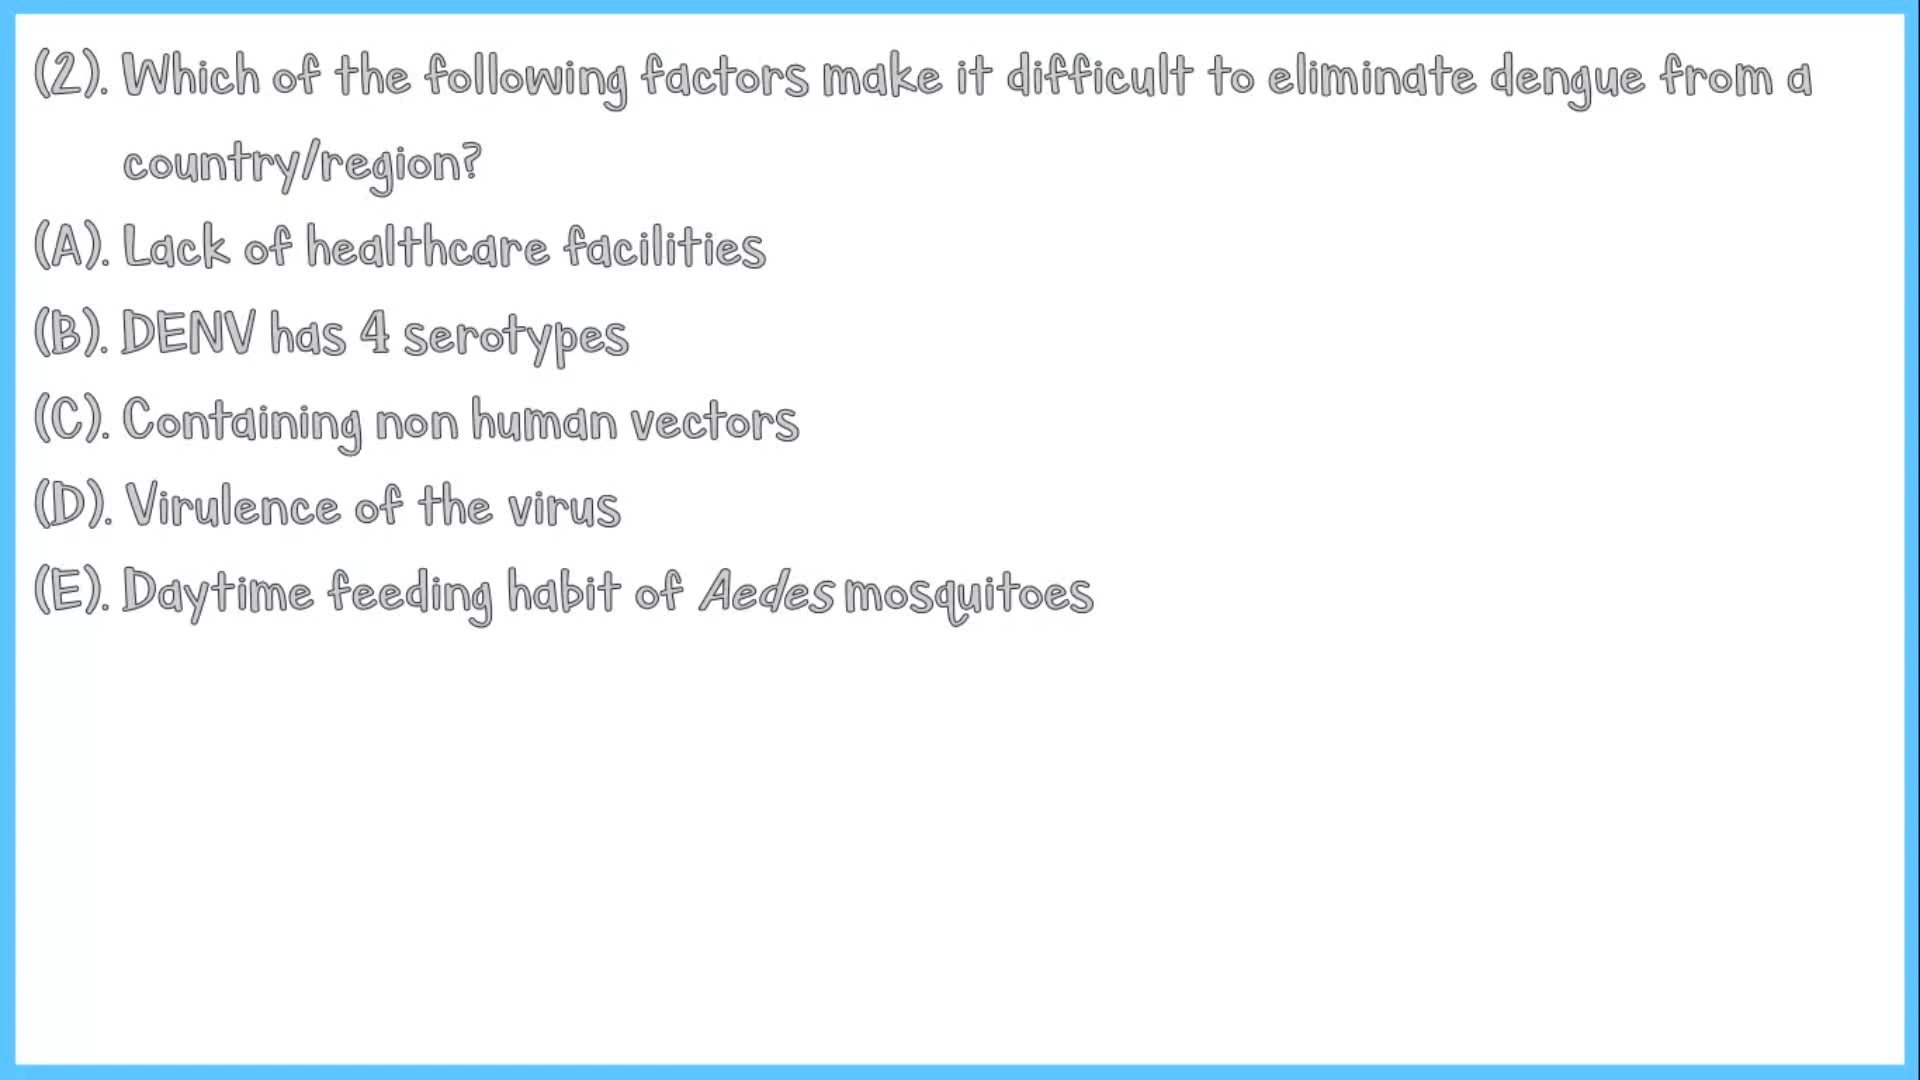 (2). Which of the following factors make it difficult to eliminate dengue from a
country/region?
(A). Lack of healthcare facilities
(B). DENV has 4 serotypes
(C). Containing non human vectors
(D). Virulence of the virus
(E). Daytime feeding habit of Aedes mosquitoes